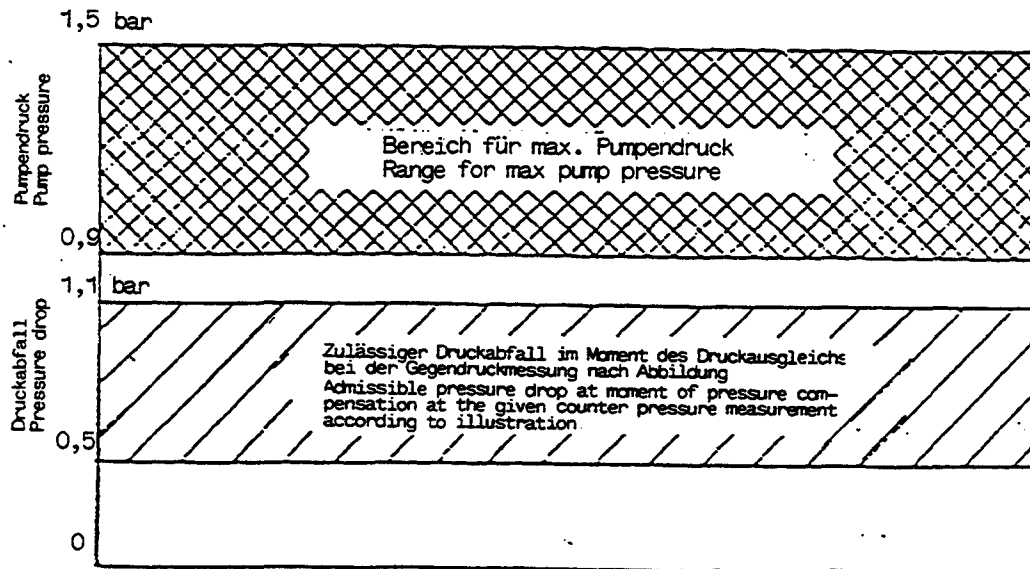 1,5 bar
Pumpendruck
Pump pressure
Bereich für max. Pumpendruck
Range for max pump pressure
0,9
1,1 bar
Druckabfall
Pressure drop
Zulässiger Druckabfall im Moment des Druckausgleichs
bei der Gegendruckmessung nach Abbildung
Admissible pressure drop at moment of pressure com-
pensation at the given counter pressure measurement
according to illustration
0,5
0